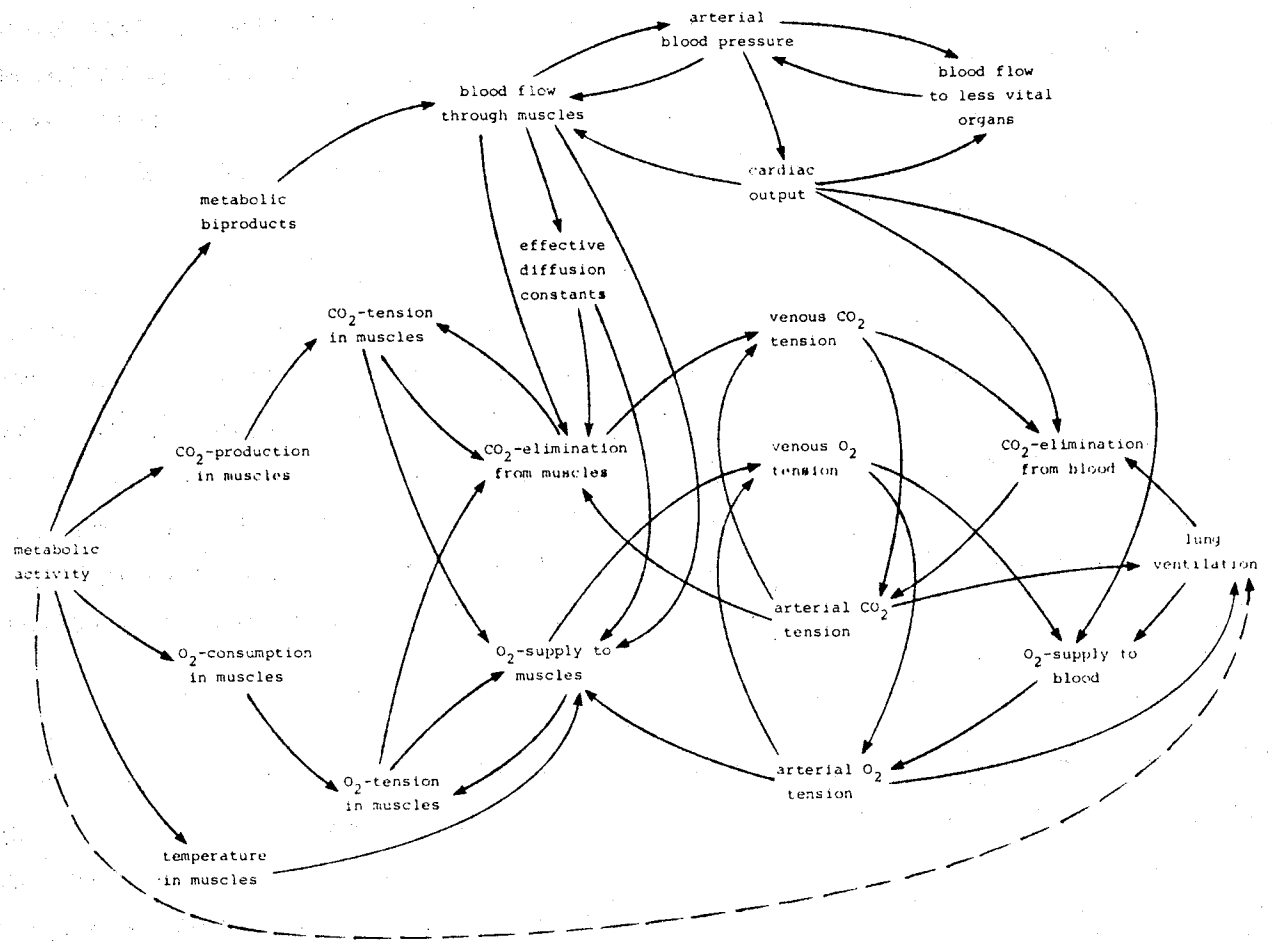 arterial
blood pressure
blood flow
to less vital
organs
blood flow
through muscles
cardiac
output
metabolic
biproducts
effective
diffusion
constants
CO2-tension
in muscles
venous CO2
tension
CO2-production
in muscles
CO2-elimination
from muscles
venous O2
tension
CO2-elimination
from blood
metabolic
activity
lung
ventilation
arterial CO2
tension
O2-consumption
in muscles
O2-supply to
muscles
O2-supply to
blood
O2-tension
in muscles
arterial O2
tension
temperature
in muscles